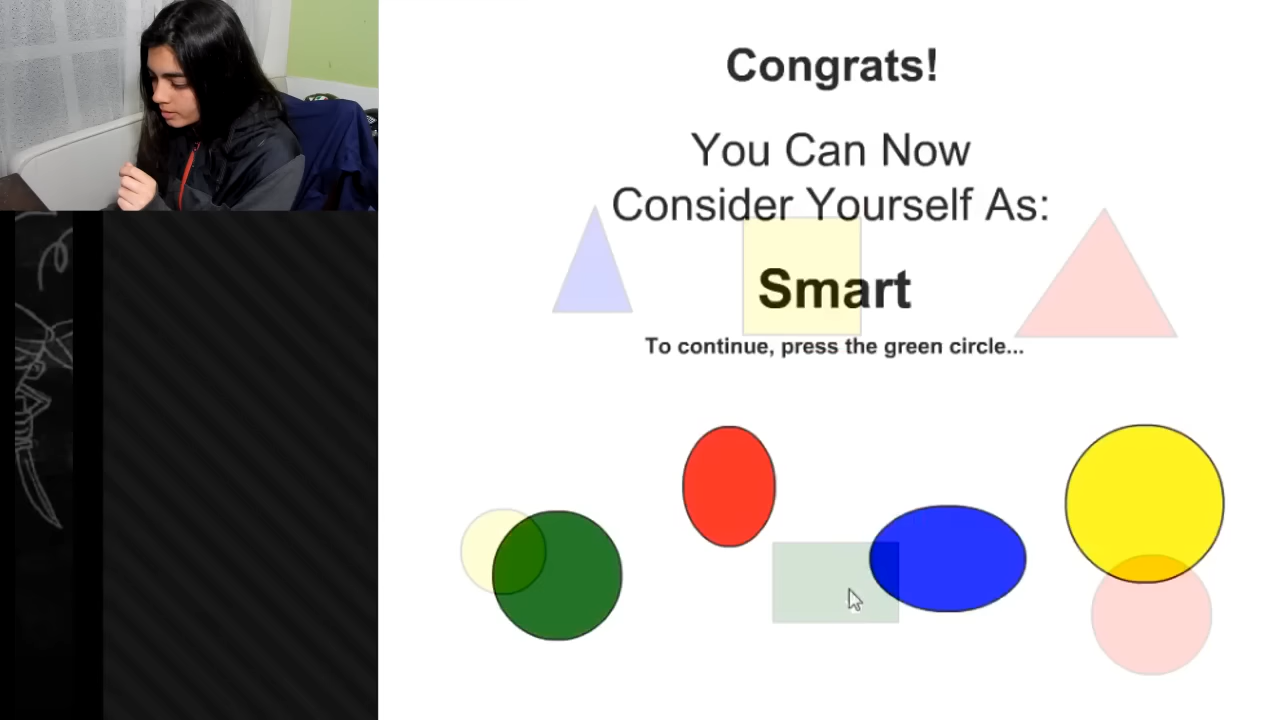 Congrats!
You Can Now
Consider Yourself As:
Smart
To continue, press the green circle...